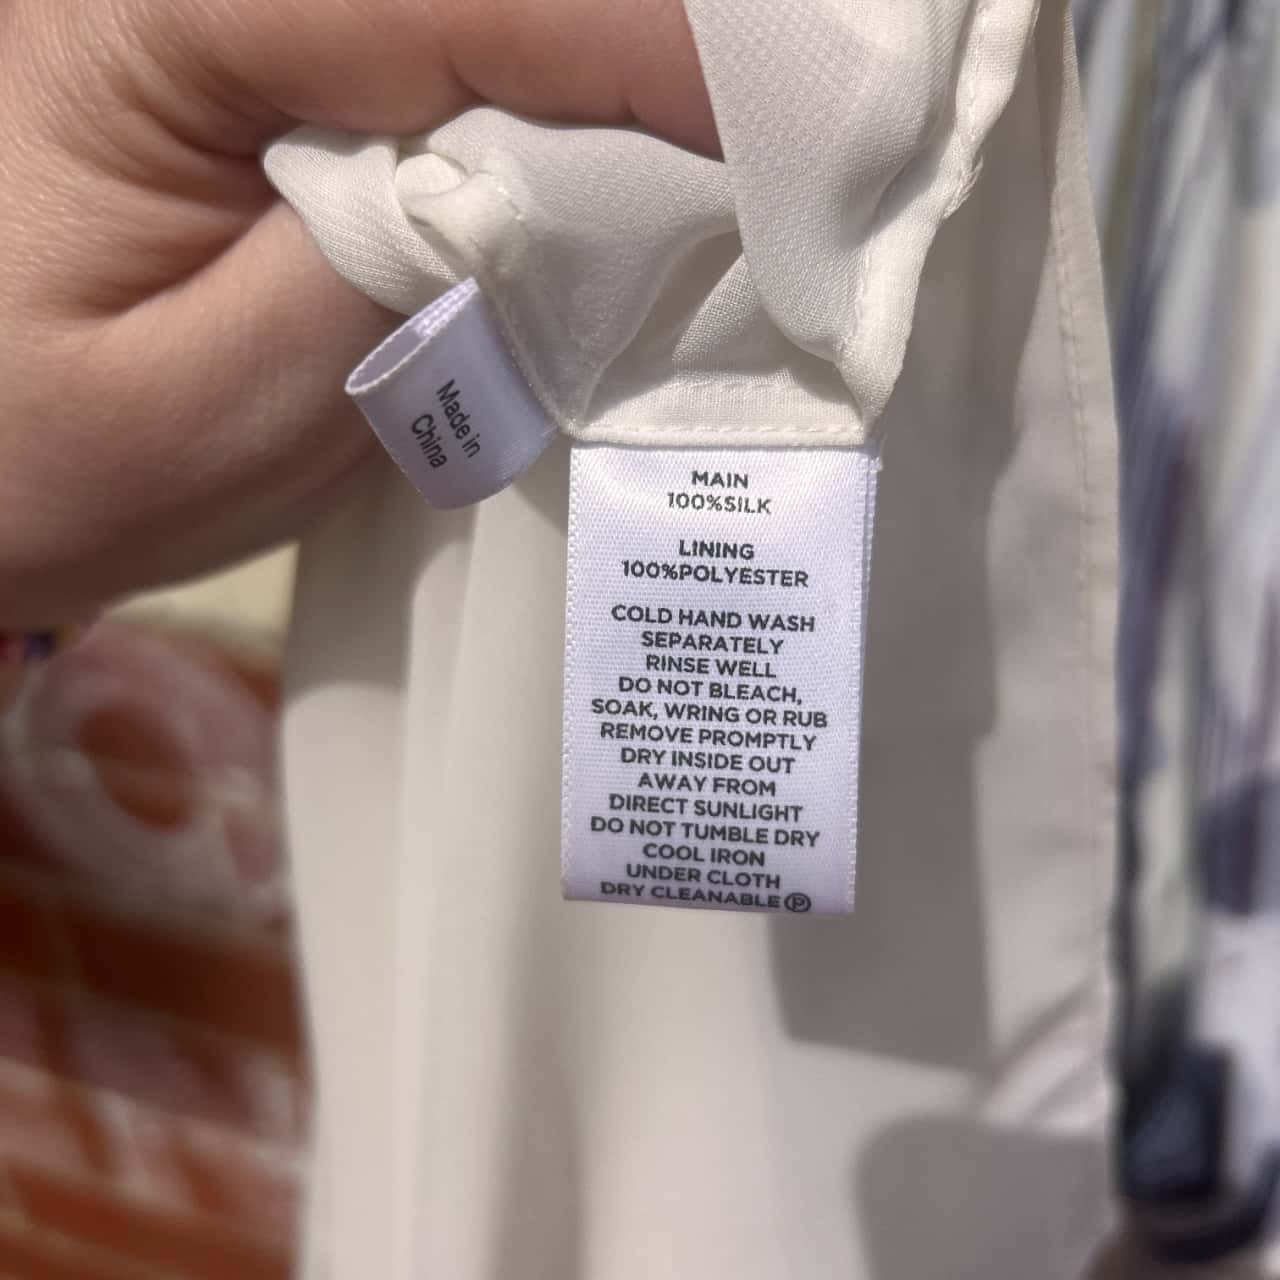 Made in
China
MAIN
100%SILK
LINING
100%POLYESTER
COLD HAND WASH
SEPARATELY
RINSE WELL
DO NOT BLEACH,
SOAK, WRING OR RUB
REMOVE PROMPTLY
DRY INSIDE OUT
AWAY FROM
DIRECT SUNLIGHT
DO NOT TUMBLE DRY
COOL IRON
UNDER CLOTH
DRY CLEANABLE Ⓟ